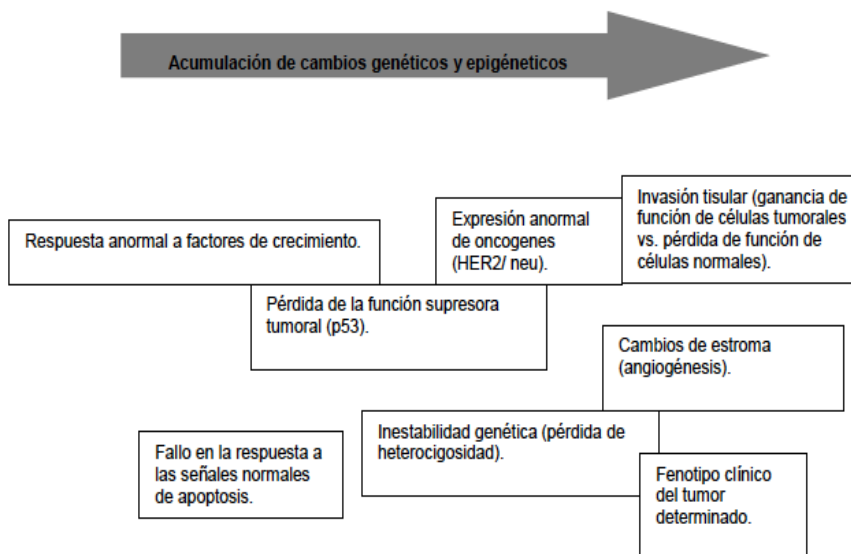 Acumulación de cambios genéticos y epigéneticos
Respuesta anormal a factores de crecimiento.
Expresión anormal
de oncogenes
(HER2/ neu).
Invasión tisular (ganancia de
función de células tumorales
vs. pérdida de función de
células normales).
Pérdida de la función supresora
tumoral (p53).
Cambios de estroma
(angiogénesis).
Fallo en la respuesta a
las señales normales
de apoptosis.
Inestabilidad genética (pérdida de
heterocigosidad).
Fenotipo clínico
del tumor
determinado.